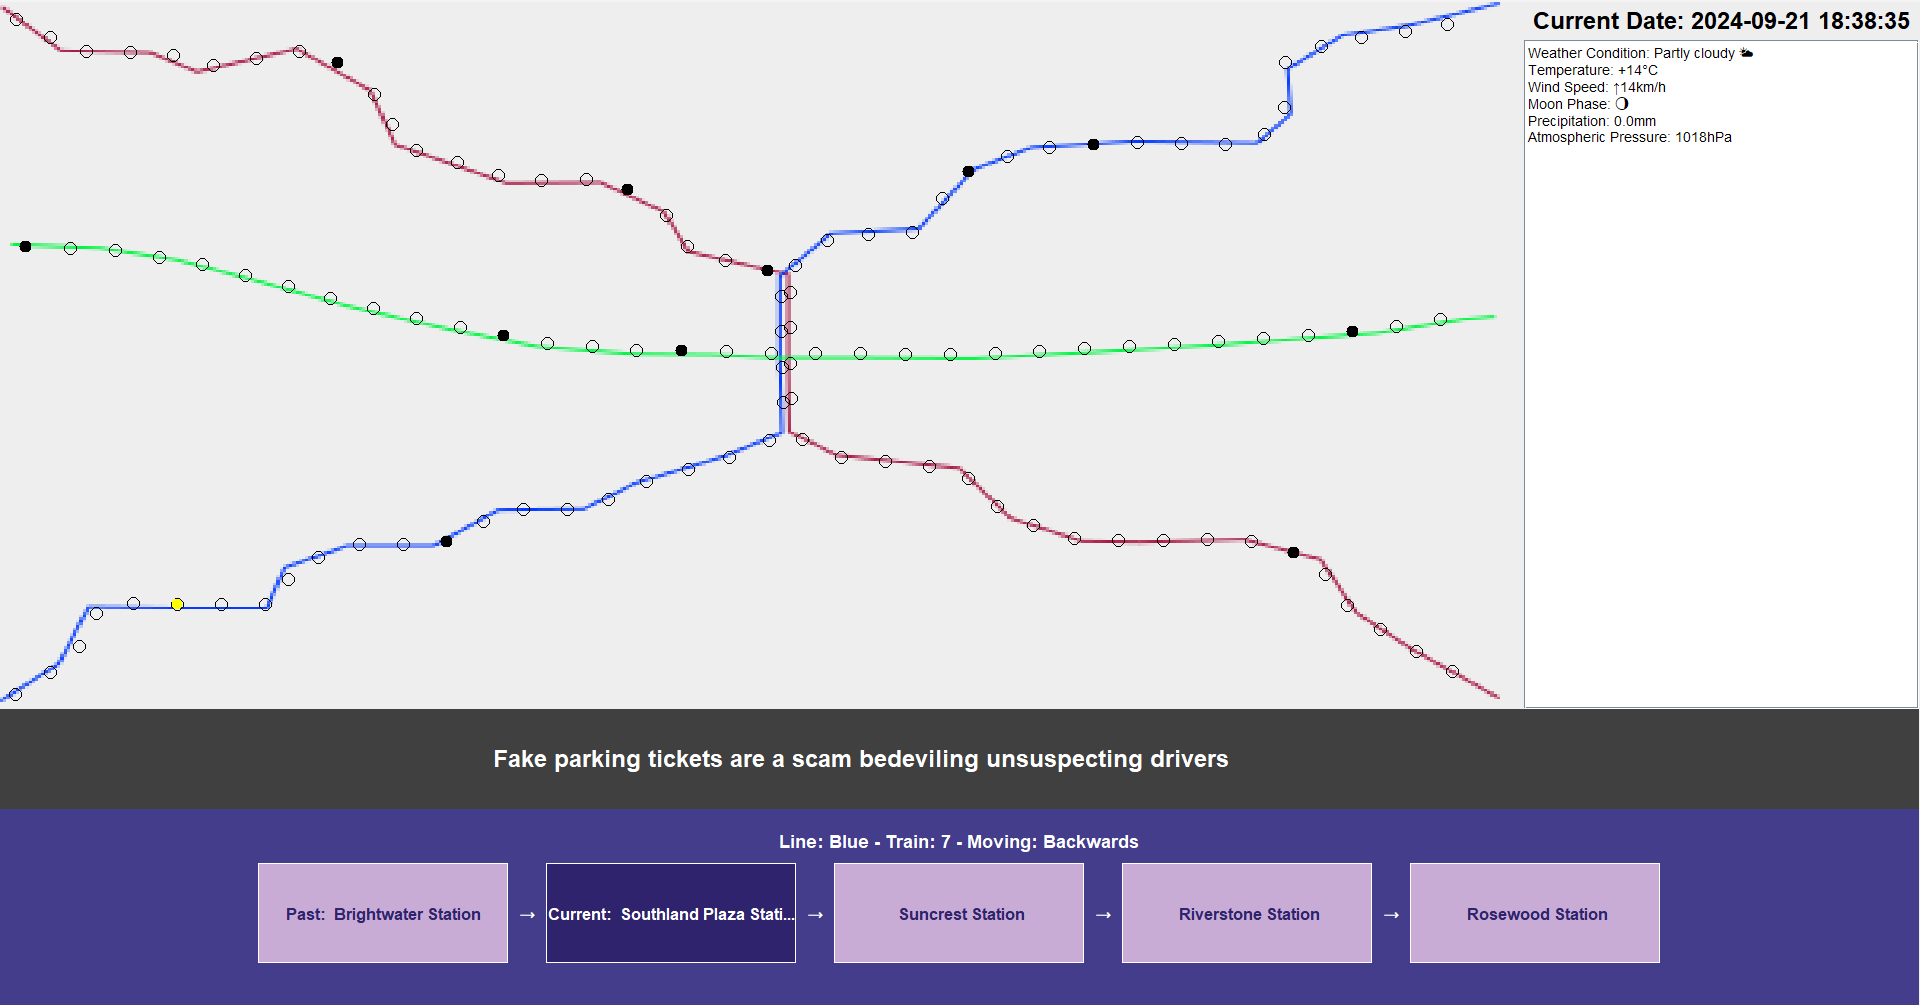 Current Date: 2024-09-21 18:38:35
Weather Condition: Partly cloudy 🌥
Temperature: +14°C
Wind Speed: ↑14km/h
Moon Phase: 🌖
Precipitation: 0.0mm
Atmospheric Pressure: 1018hPa
Fake parking tickets are a scam bedeviling unsuspecting drivers
Line: Blue - Train: 7 - Moving: Backwards
Past: Brightwater Station → Current: Southland Plaza Stati... → Suncrest Station → Riverstone Station → Rosewood Station